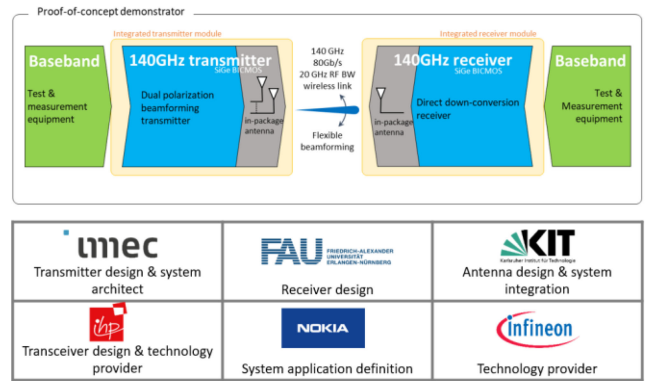 Proof-of-concept demonstrator
Integrated transmitter module
Integrated receiver module
Baseband
Test &
measurement
equipment
140GHz transmitter
SiGe BICMOS
Dual polarization
beamforming
transmitter
in-package
antenna
140 GHz
80Gb/s
20 GHz RF BW
wireless link
Flexible
beamforming
140GHz receiver
SiGe BICMOS
in-package
antenna
Direct down-conversion
receiver
Baseband
Test &
Measurement
equipment
imec
Transmitter design & system
architect
FAU FRIEDRICH-ALEXANDER
UNIVERSITÄT
ERLANGEN-NÜRNBERG
Receiver design
KIT
Karlsruher Institut für Technologie
Antenna design & system
integration
ihp
Transceiver design & technology
provider
NOKIA
System application definition
infineon
Technology provider